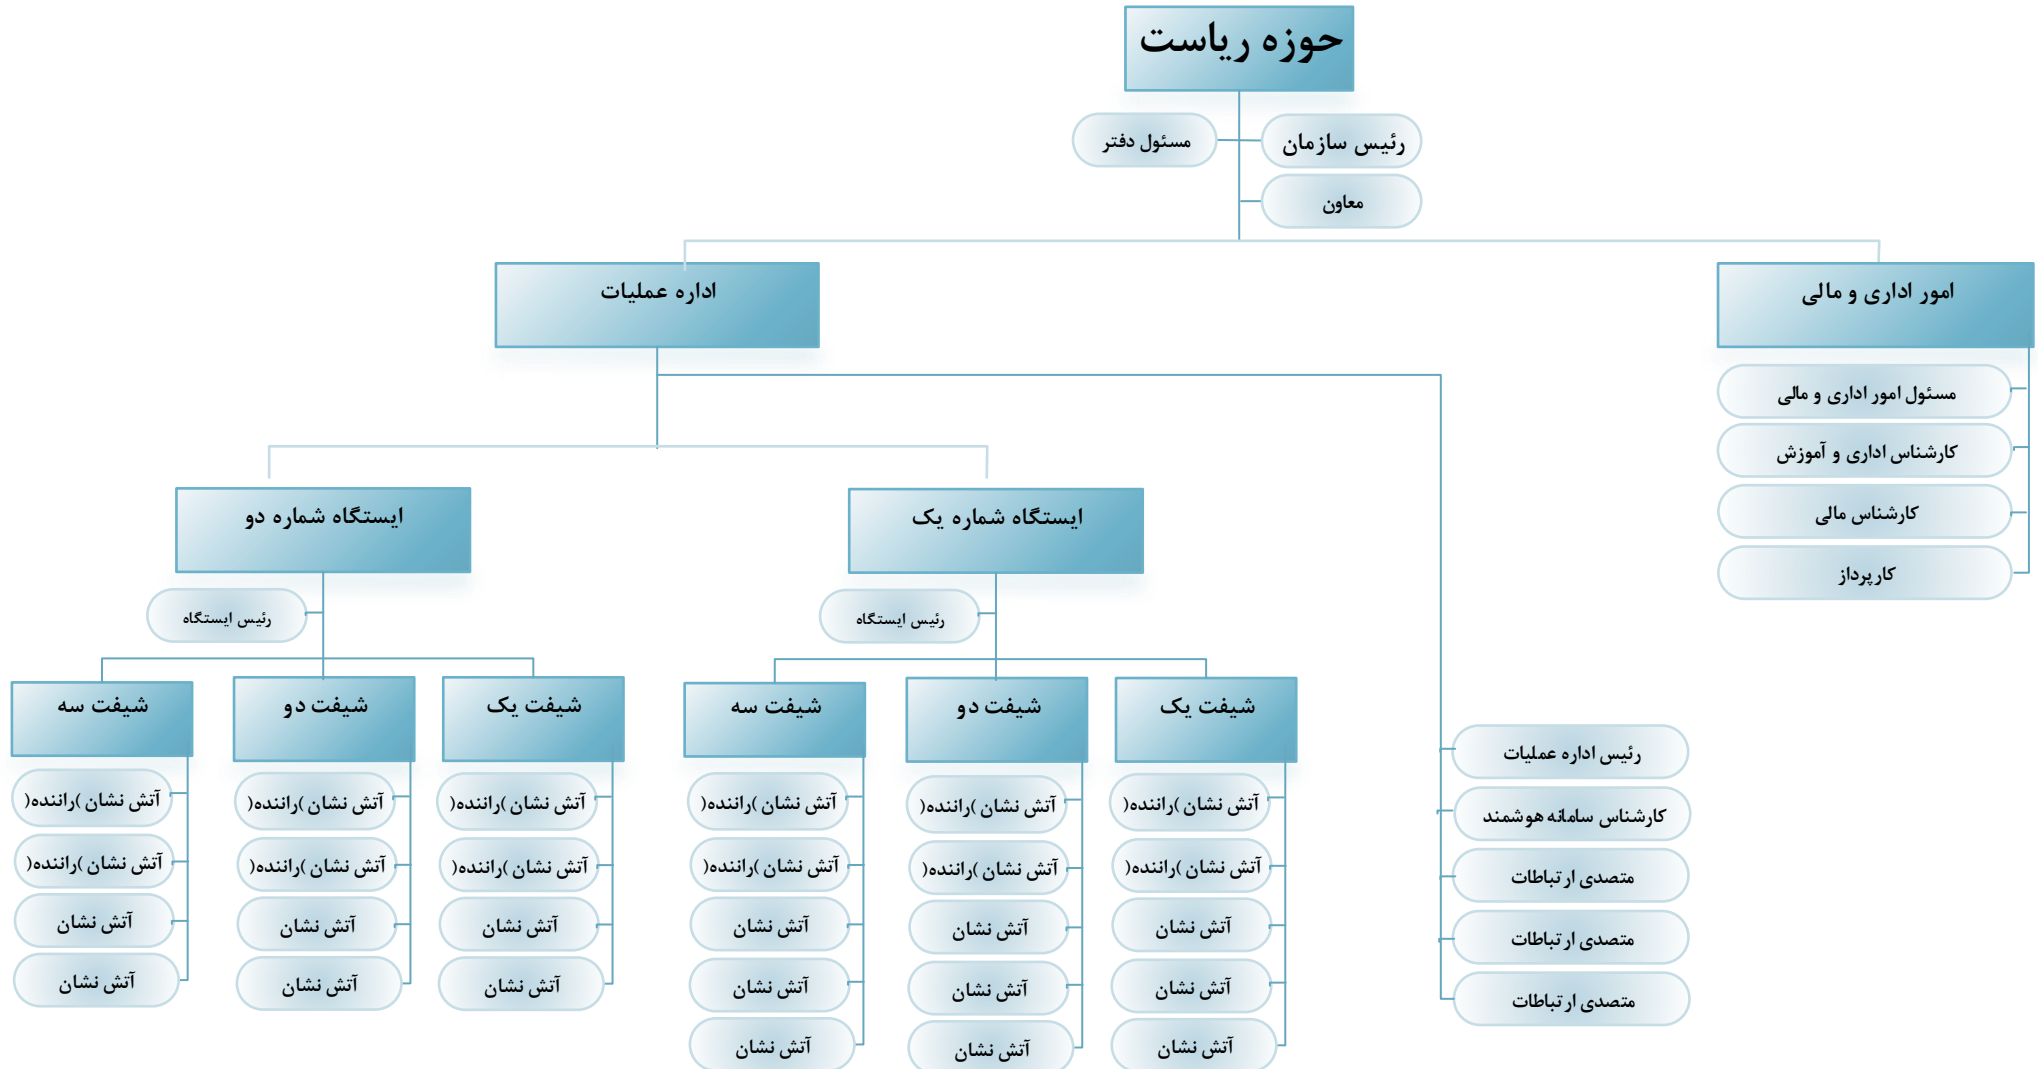 حوزه ریاست
رئیس سازمان
مسئول دفتر
معاون
امور اداری و مالی
مسئول امور اداری و مالی
کارشناس اداری و آموزش
کارشناس مالی
کارپرداز
اداره عملیات
رئیس اداره عملیات
کارشناس سامانه هوشمند
متصدی ارتباطات
متصدی ارتباطات
متصدی ارتباطات
ایستگاه شماره یک
رئیس ایستگاه
شیفت یک
آتش نشان )راننده(
آتش نشان )راننده(
آتش نشان
آتش نشان
آتش نشان
شیفت دو
آتش نشان )راننده(
آتش نشان )راننده(
آتش نشان
آتش نشان
آتش نشان
شیفت سه
آتش نشان )راننده(
آتش نشان )راننده(
آتش نشان
آتش نشان
آتش نشان
ایستگاه شماره دو
رئیس ایستگاه
شیفت یک
آتش نشان )راننده(
آتش نشان )راننده(
آتش نشان
آتش نشان
شیفت دو
آتش نشان )راننده(
آتش نشان )راننده(
آتش نشان
آتش نشان
شیفت سه
آتش نشان )راننده(
آتش نشان )راننده(
آتش نشان
آتش نشان